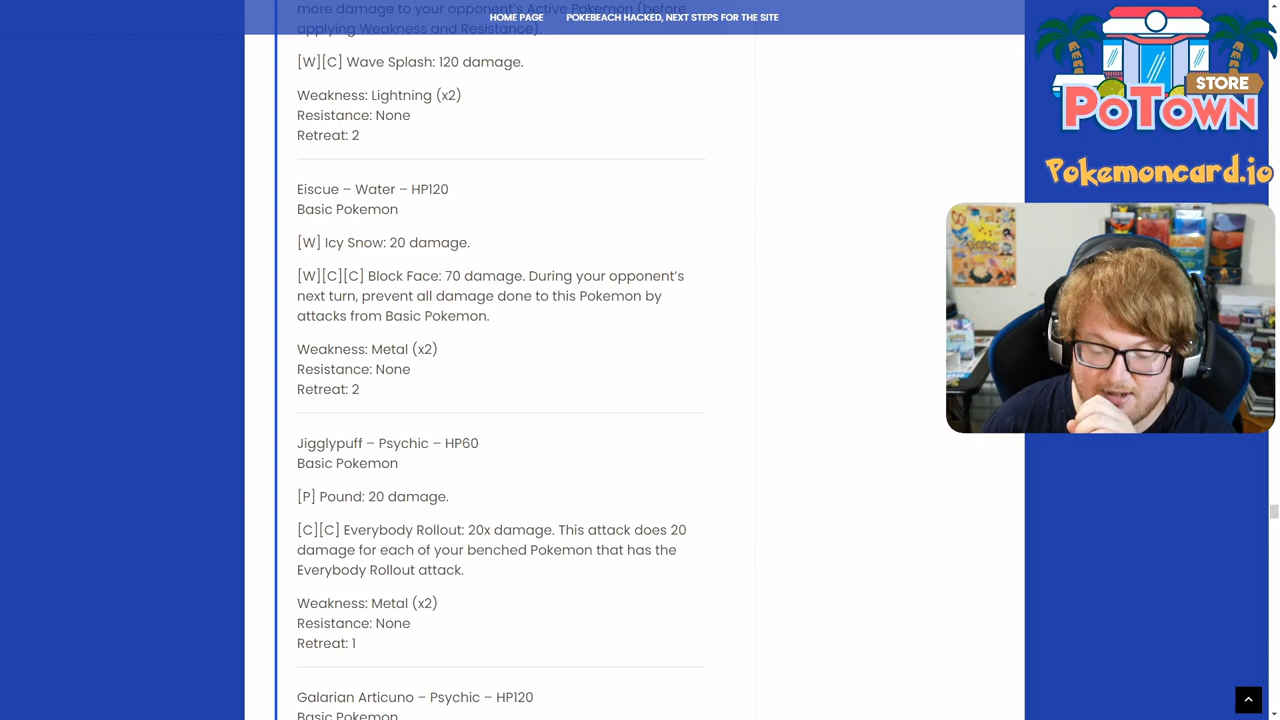 more damage to your opponent's Active Pokemon (before
applying Weakness and Resistance).
HOME PAGE POKEBEACH HACKED, NEXT STEPS FOR THE SITE
[W][C] Wave Splash: 120 damage.
Weakness: Lightning (x2)
Resistance: None
Retreat: 2
Eiscue – Water – HP120
Basic Pokemon
[W] Icy Snow: 20 damage.
[W][C][C] Block Face: 70 damage. During your opponent's
next turn, prevent all damage done to this Pokemon by
attacks from Basic Pokemon.
Weakness: Metal (x2)
Resistance: None
Retreat: 2
Jigglypuff – Psychic – HP60
Basic Pokemon
[P] Pound: 20 damage.
[C][C] Everybody Rollout: 20x damage. This attack does 20
damage for each of your benched Pokemon that has the
Everybody Rollout attack.
Weakness: Metal (x2)
Resistance: None
Retreat: 1
Galarian Articuno – Psychic – HP120
Basic Pokemon
STORE
POTOWN
Pokemoncard.io